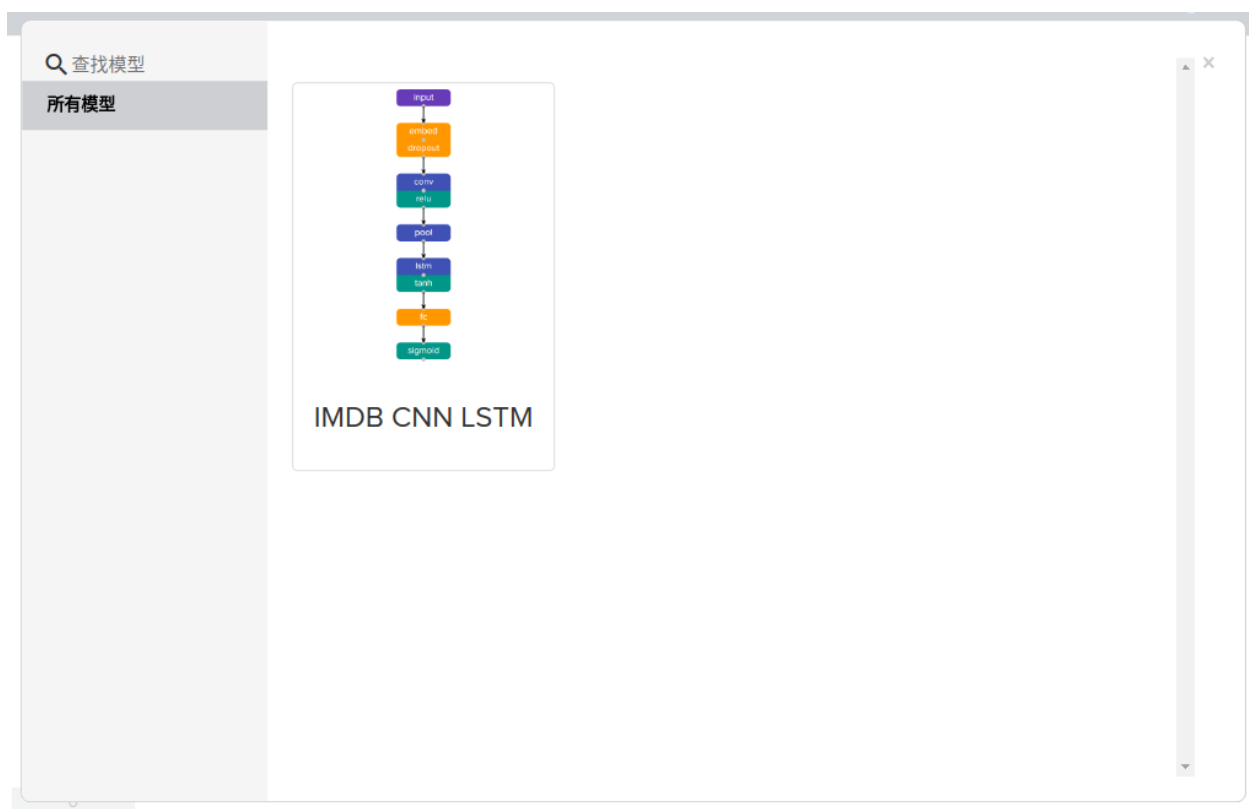 查找模型
所有模型
input
embed
dropout
conv
relu
pool
lstm
tanh
fc
sigmoid
IMDB CNN LSTM